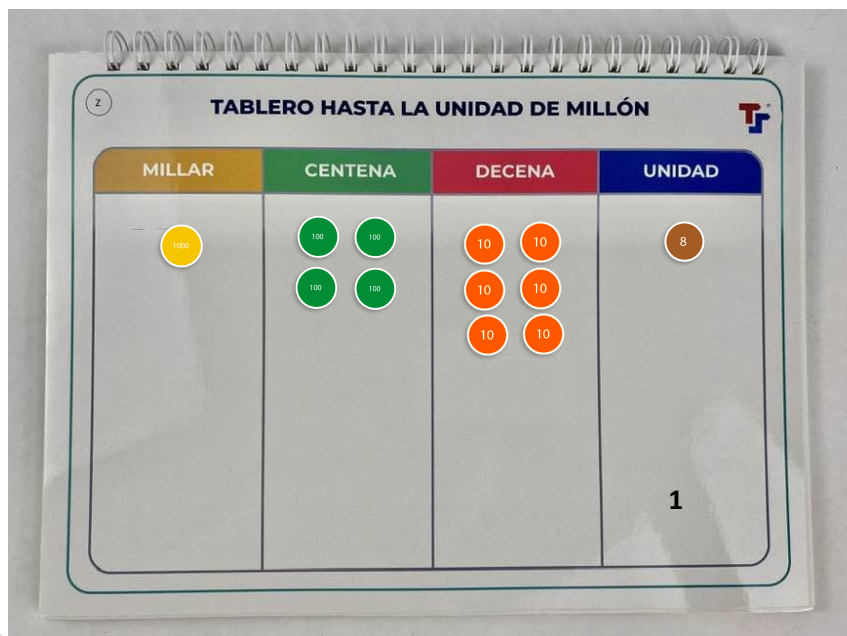 Z
TABLERO HASTA LA UNIDAD DE MILLÓN
MILLAR CENTENA DECENA UNIDAD
1000 100 100 10 10 8
100 100 10 10
10 10
1